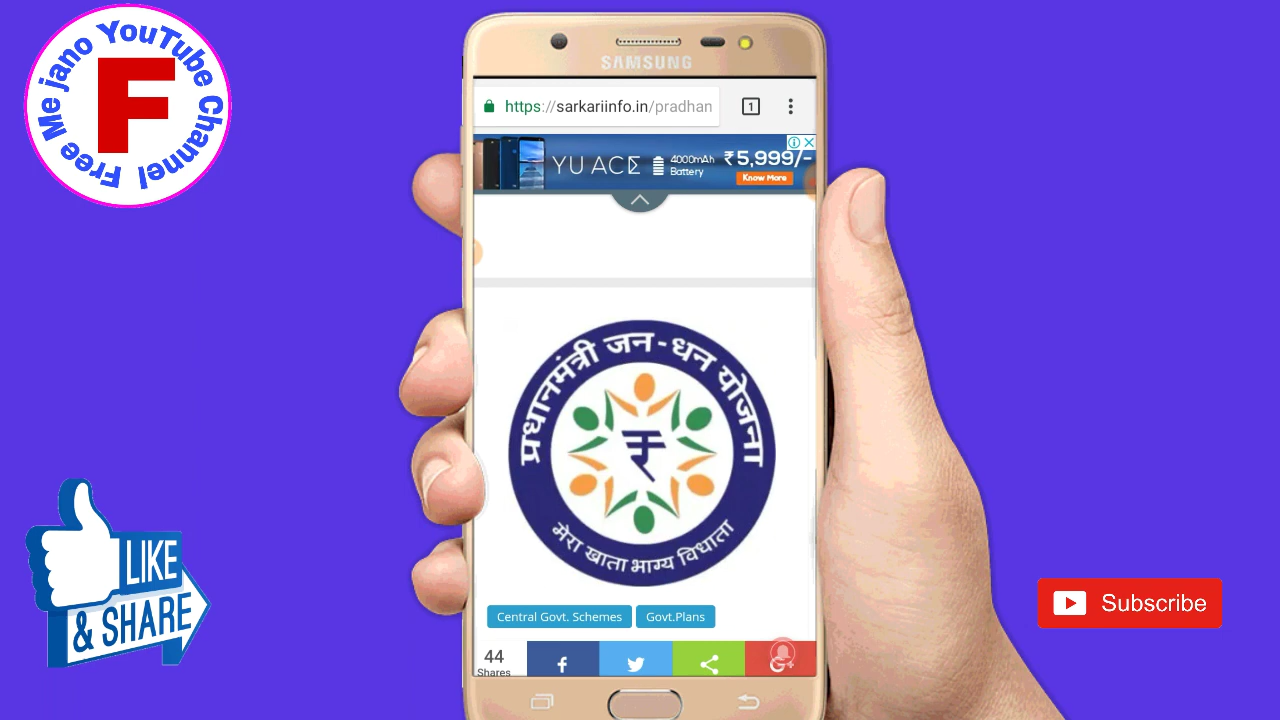 Free Me jano YouTube Channel
F
SAMSUNG
https://sarkariinfo.in/pradhan
1
YU ACE
4000mAh
Battery
₹5,999/-
Know More
प्रधानमंत्री जन-धन योजना
₹
मेरा खाता भाग्य विधाता
Central Govt. Schemes
Govt.Plans
44
Shares
LIKE
& SHARE
Subscribe